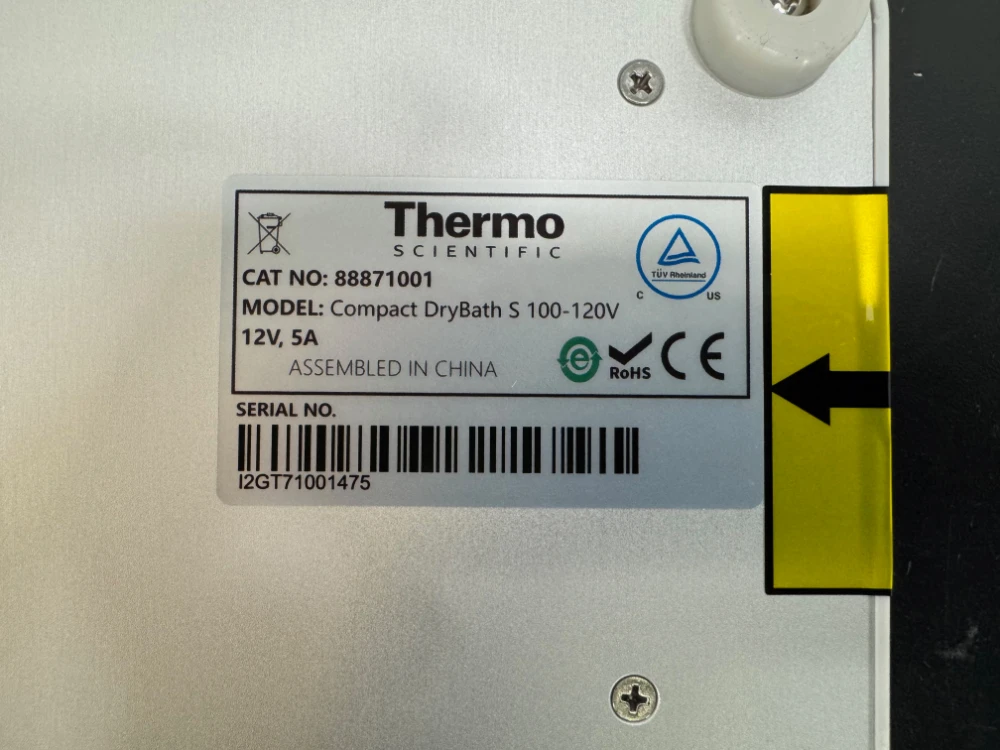 Thermo
SCIENTIFIC
CAT NO: 88871001
MODEL: Compact DryBath S 100-120V
12V, 5A
ASSEMBLED IN CHINA
TÜV Rheinland
C US
e
RoHS
CE
SERIAL NO.
I2GT71001475